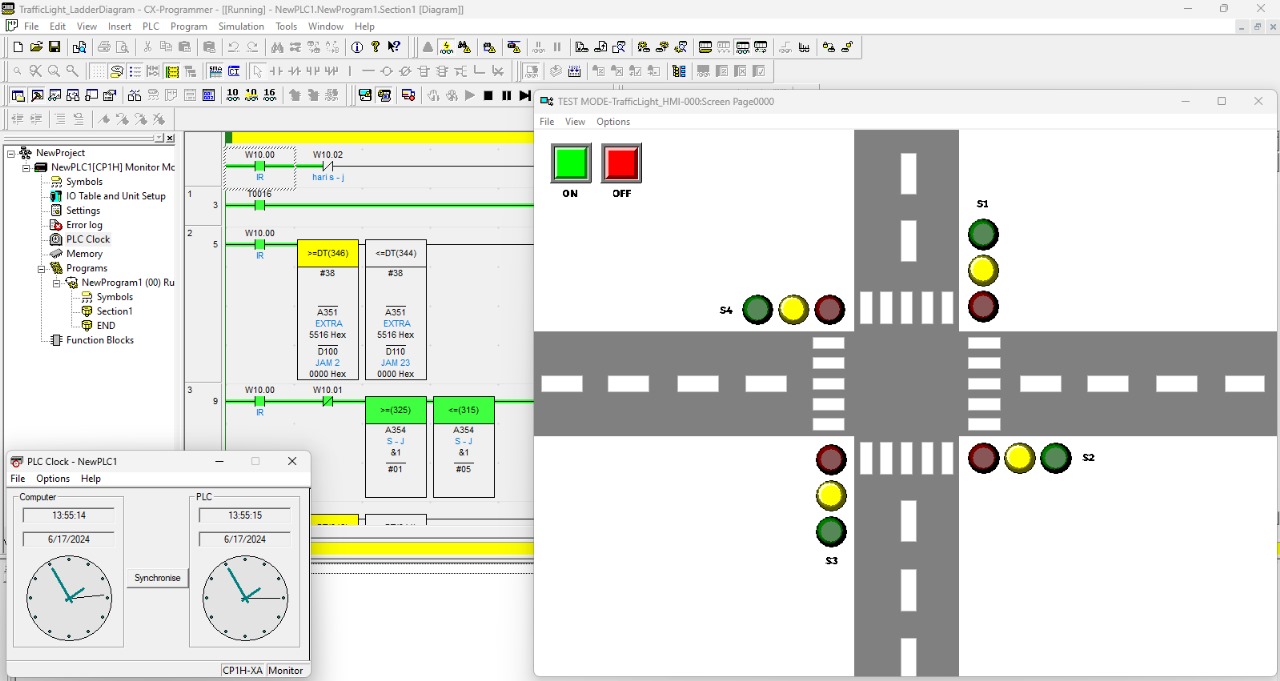 TrafficLight_LadderDiagram - CX-Programmer - [[Running] - NewPLC1.NewProgram1.Section1 [Diagram]]
File Edit View Insert PLC Program Simulation Tools Window Help
10 10 16
NewProject
NewPLC1[CP1H] Monitor Mo
Symbols
IO Table and Unit Setup
Settings
Error log
PLC Clock
Memory
Programs
NewProgram1 (00) Ru
Symbols
Section1
END
Function Blocks
W10.00 W10.02
IR hari s - j
1
3
T0016
2
5
W10.00
IR
>=DT(346) <=DT(344)
#38 #38
A351 A351
EXTRA EXTRA
5516 Hex 5516 Hex
D100 D110
JAM 2 JAM 23
0000 Hex 0000 Hex
3
9
W10.00 W10.01
IR
>=(325) <=(315)
A354 A354
S - J S - J
&1 &1
#01 #05
PLC Clock - NewPLC1
File Options Help
Computer PLC
13:55:14 13:55:15
6/17/2024 6/17/2024
Synchronise
CP1H-XA Monitor
TEST MODE-TrafficLight_HMI-000:Screen Page0000
File View Options
ON OFF
S1
S4
S2
S3